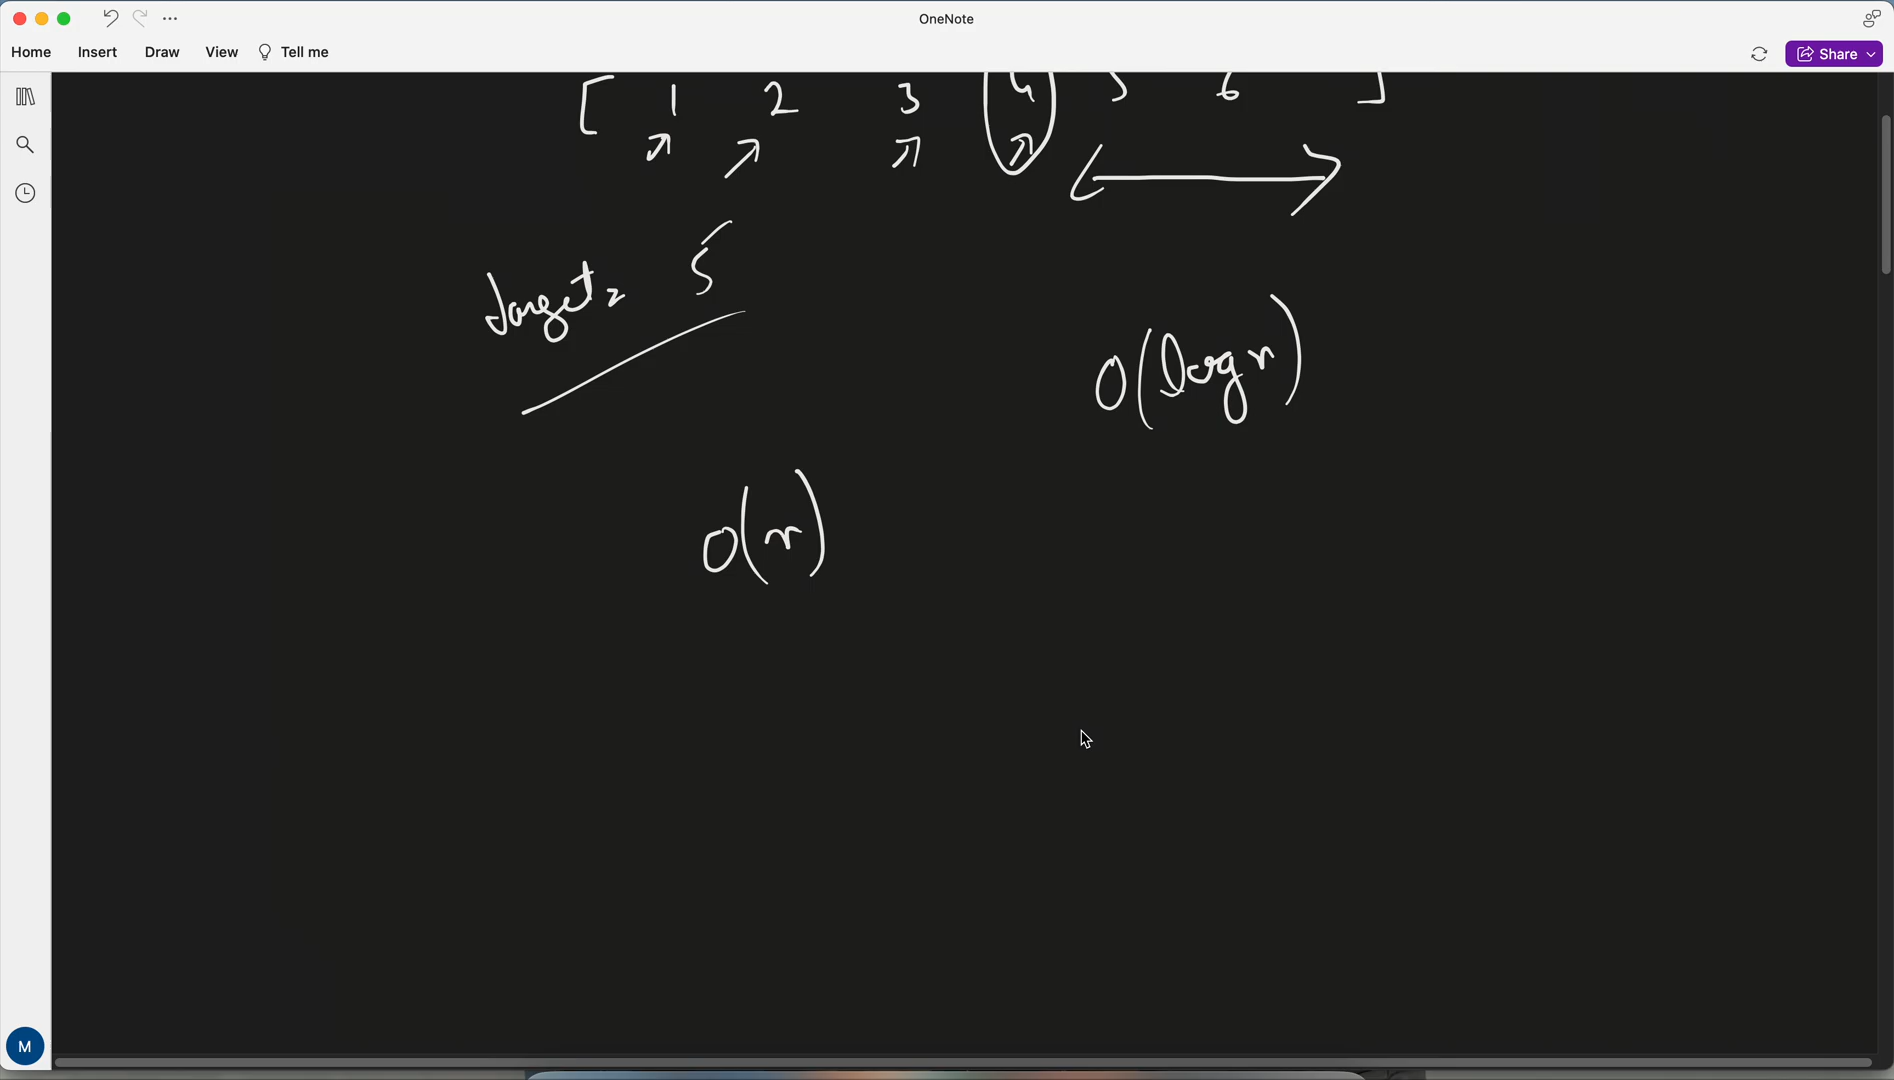 OneNote
Home Insert Draw View Tell me Share
[ 1 2 3 4 5 6 ]
target = 5
O(log n)
O(n)
M